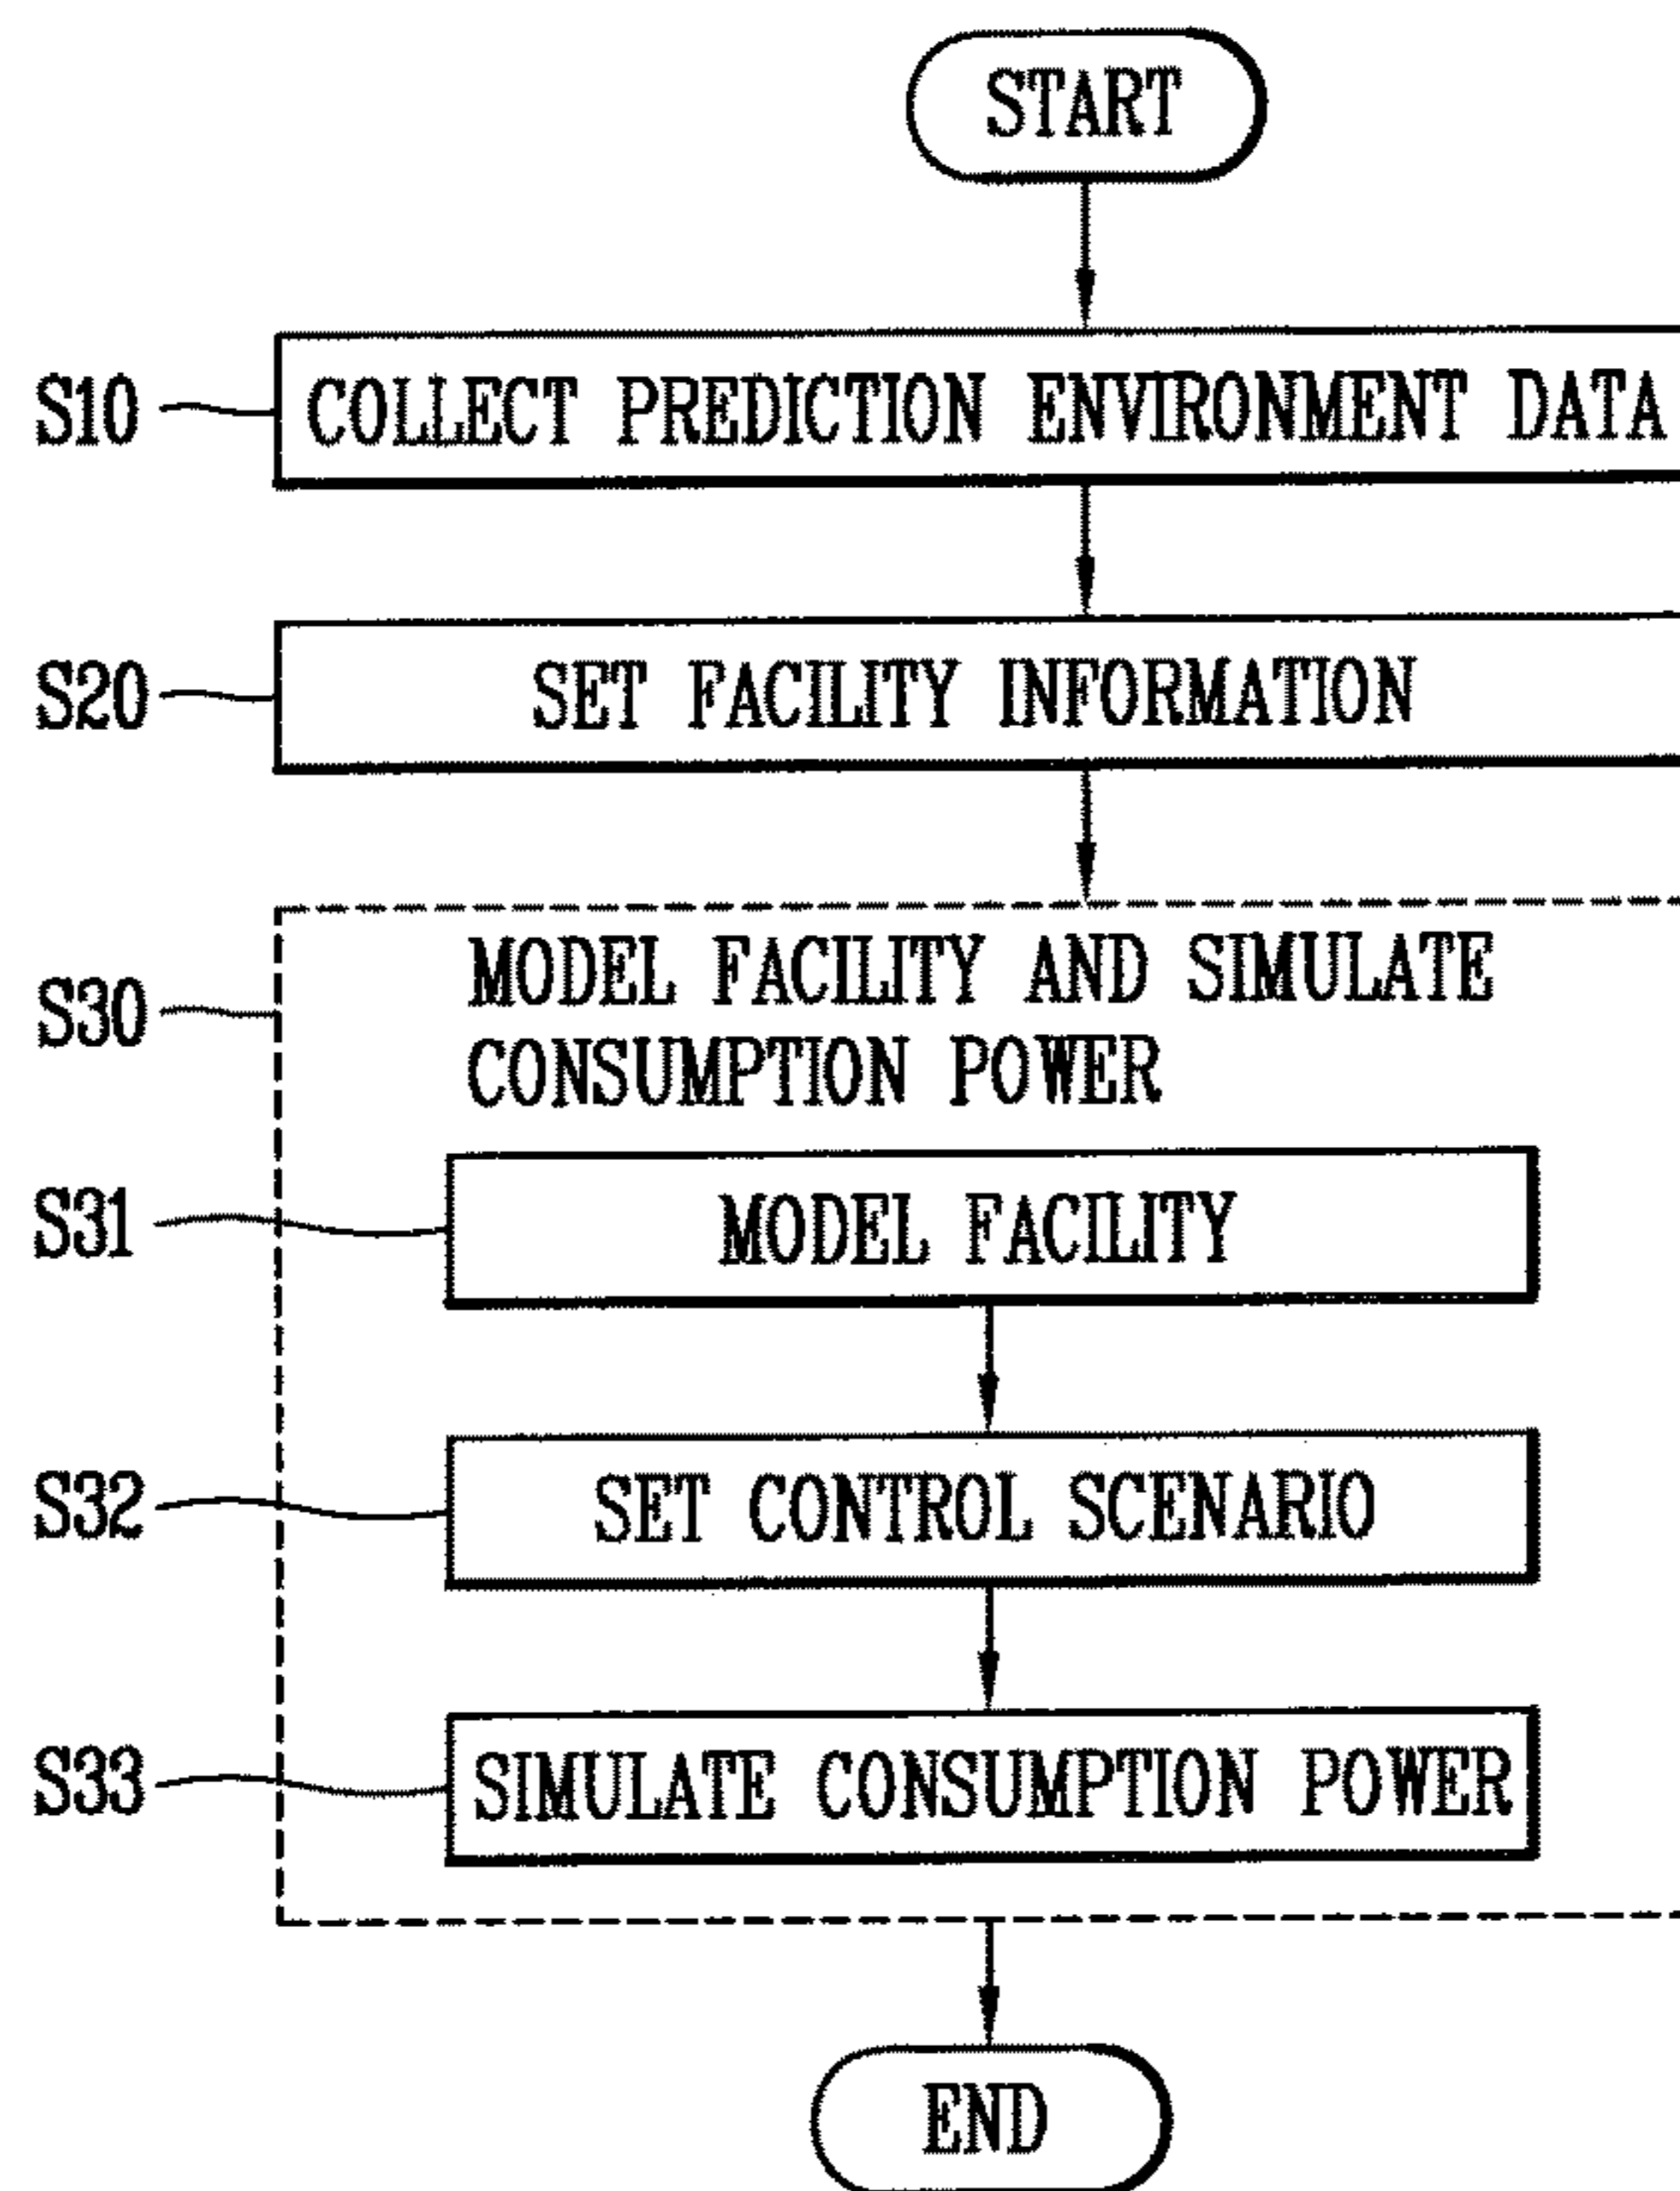 START
S10 COLLECT PREDICTION ENVIRONMENT DATA
S20 SET FACILITY INFORMATION
S30 MODEL FACILITY AND SIMULATE
CONSUMPTION POWER
S31 MODEL FACILITY
S32 SET CONTROL SCENARIO
S33 SIMULATE CONSUMPTION POWER
END